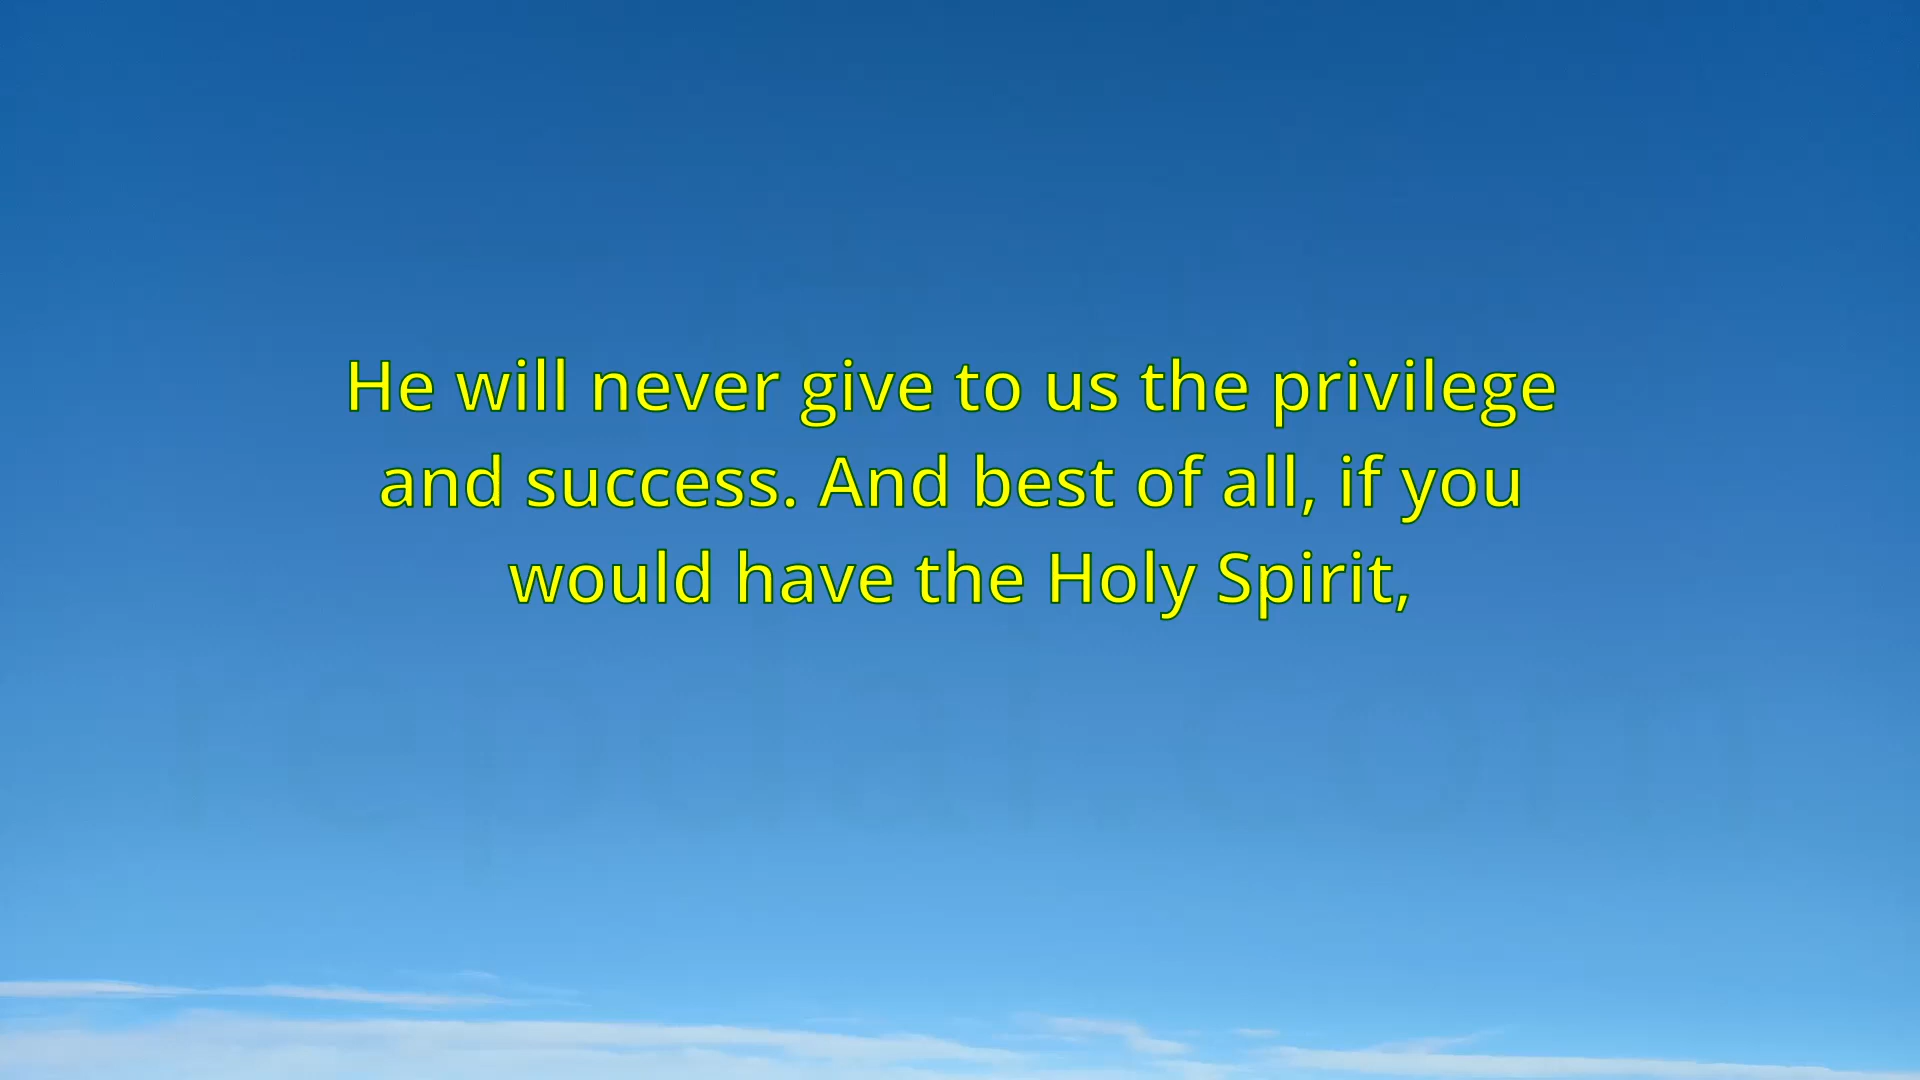 He will never give to us the privilege
and success. And best of all, if you
would have the Holy Spirit,